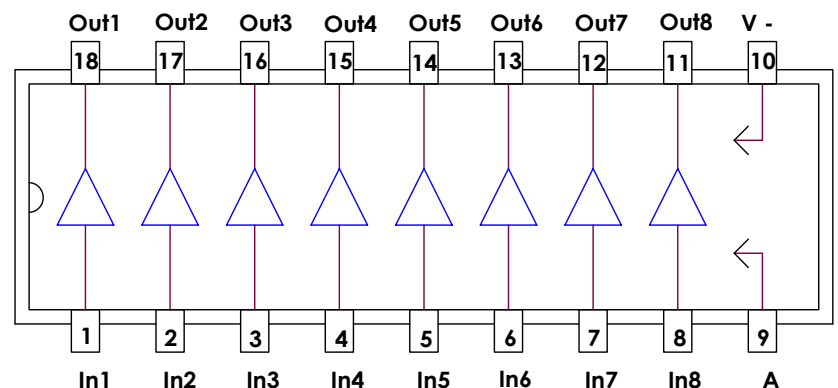 Out1 Out2 Out3 Out4 Out5 Out6 Out7 Out8 V -
18 17 16 15 14 13 12 11 10
1 2 3 4 5 6 7 8 9
In1 In2 In3 In4 In5 In6 In7 In8 A